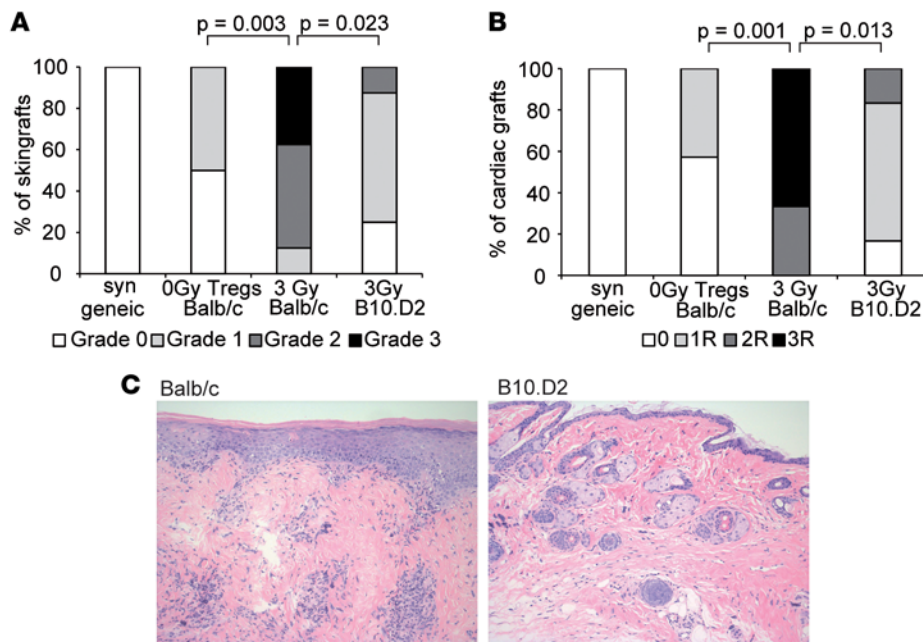 A
p = 0.003
p = 0.023
% of skingrafts
100
80
60
40
20
0
syn
geneic
0Gy Tregs
Balb/c
3 Gy
Balb/c
3Gy
B10.D2
Grade 0 Grade 1 Grade 2 Grade 3
B
p = 0.001
p = 0.013
% of cardiac grafts
100
80
60
40
20
0
syn
geneic
0Gy Tregs
Balb/c
3 Gy
Balb/c
3Gy
B10.D2
0 1R 2R 3R
C
Balb/c
B10.D2